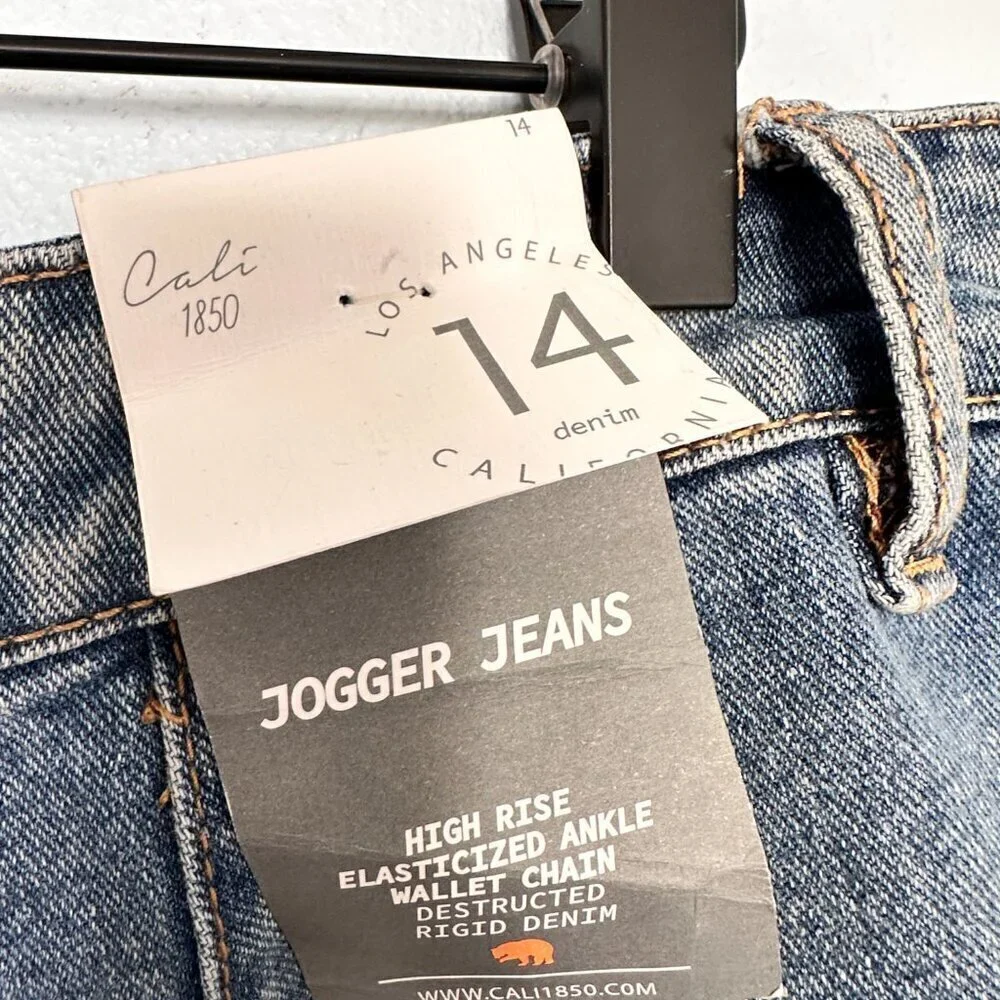 14
Cali
1850
LOS ANGELES
14
denim
CALIFORNIA
JOGGER JEANS
HIGH RISE
ELASTICIZED ANKLE
WALLET CHAIN
DESTRUCTED
RIGID DENIM
WWW.CALI1850.COM